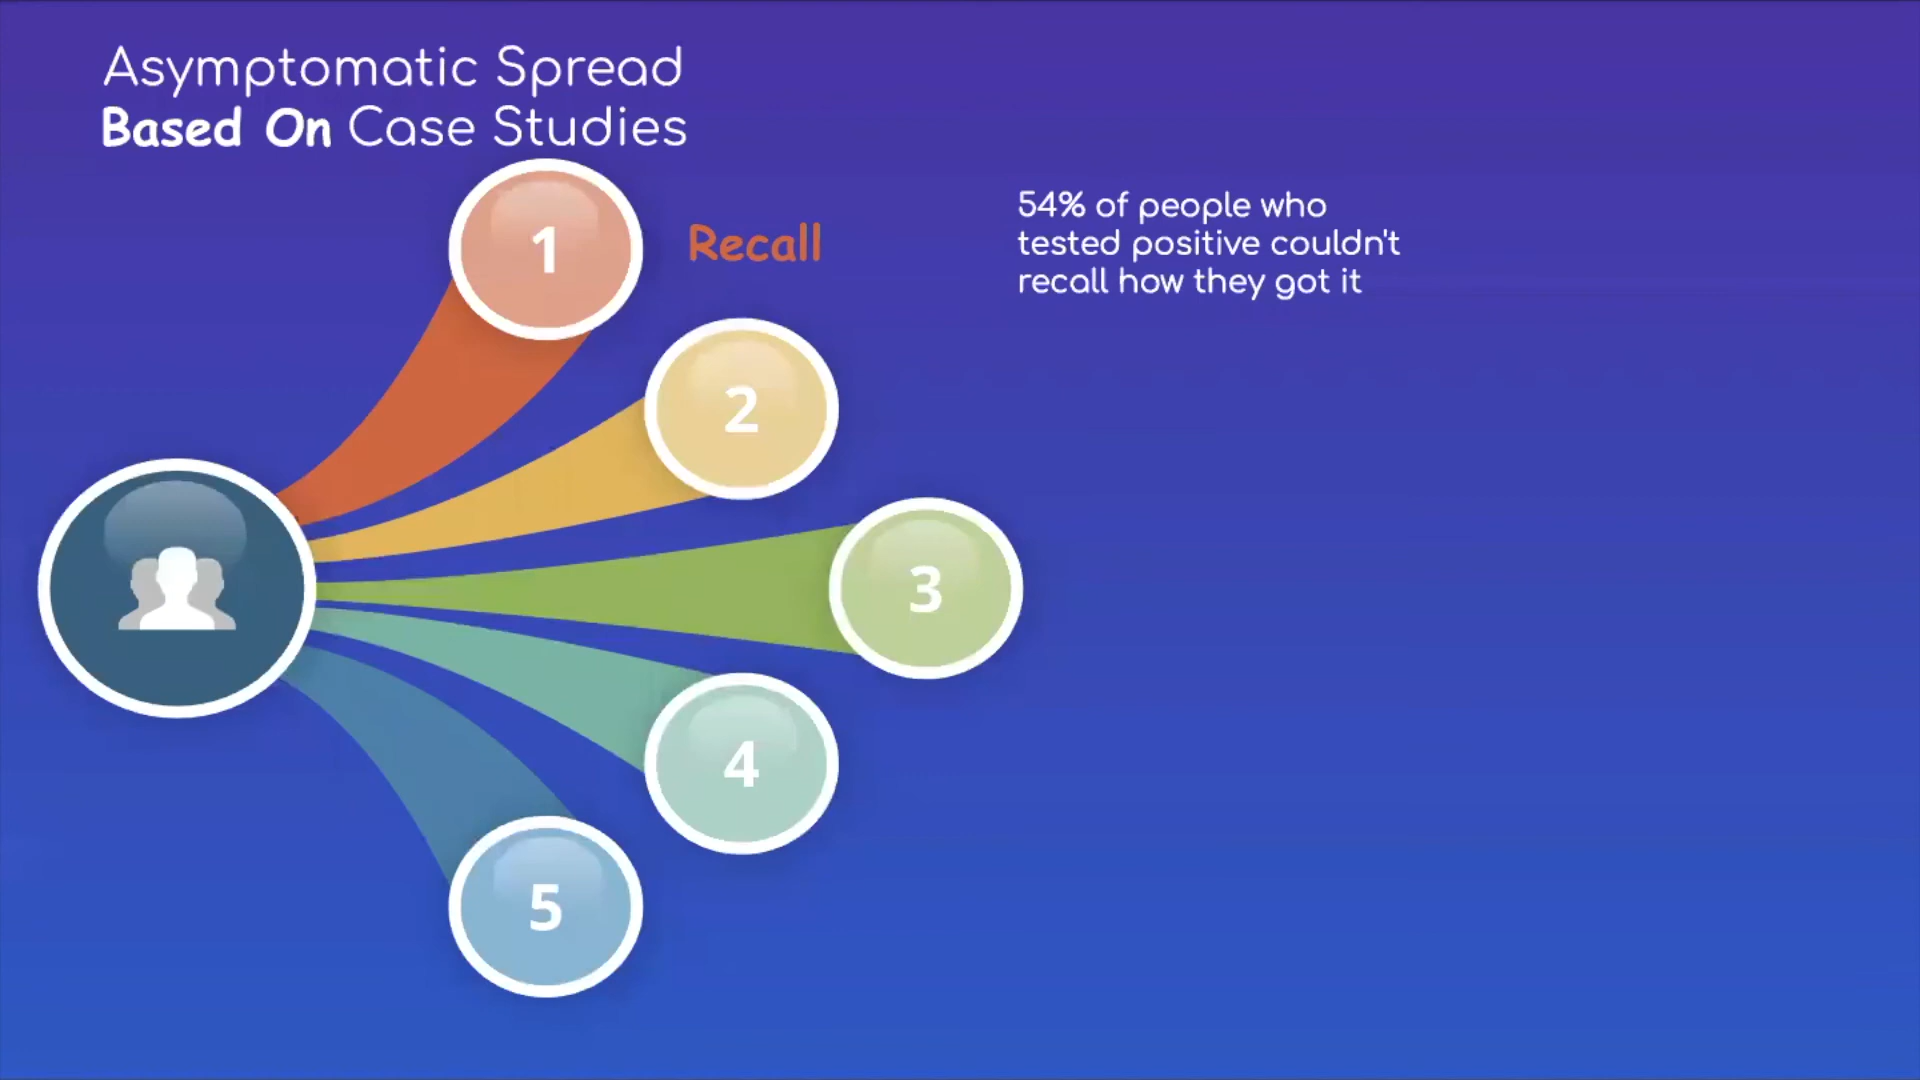 Asymptomatic Spread
Based On Case Studies
1
Recall
54% of people who
tested positive couldn't
recall how they got it
2
3
4
5